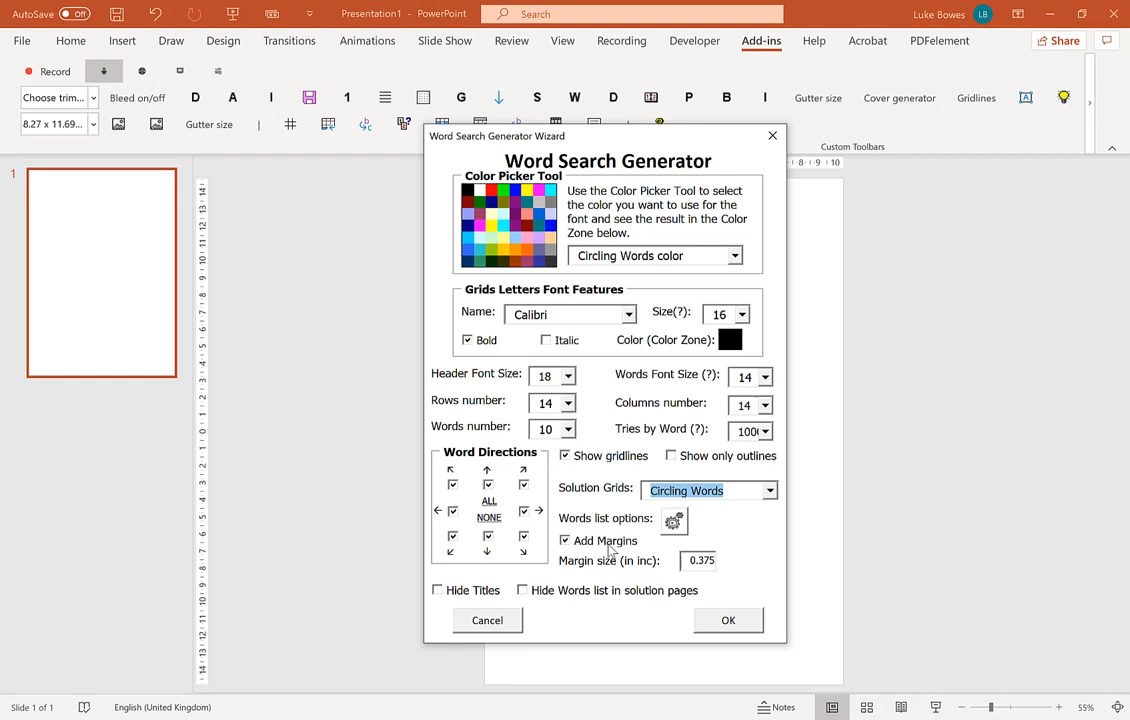 AutoSave Off Presentation1 - PowerPoint Search Luke Bowes LB
File Home Insert Draw Design Transitions Animations Slide Show Review View Recording Developer Add-ins Help Acrobat PDFelement Share
Record
Choose trim... Bleed on/off D A I 1 G S W D P B I Gutter size Cover generator Gridlines A
8.27 x 11.69... Gutter size
Custom Toolbars
Word Search Generator Wizard
Word Search Generator
Color Picker Tool
Use the Color Picker Tool to select
the color you want to use for the
font and see the result in the Color
Zone below.
Circling Words color
Grids Letters Font Features
Name: Calibri Size(?): 16
Bold Italic Color (Color Zone):
Header Font Size: 18 Words Font Size (?): 14
Rows number: 14 Columns number: 14
Words number: 10 Tries by Word (?):
Word Directions Show gridlines Show only outlines
ALL
NONE
Solution Grids: Circling Words
Words list options:
Add Margins
Margin size (in inc): 0.375
Hide Titles Hide Words list in solution pages
Cancel OK
1
Slide 1 of 1 English (United Kingdom) Notes 55%